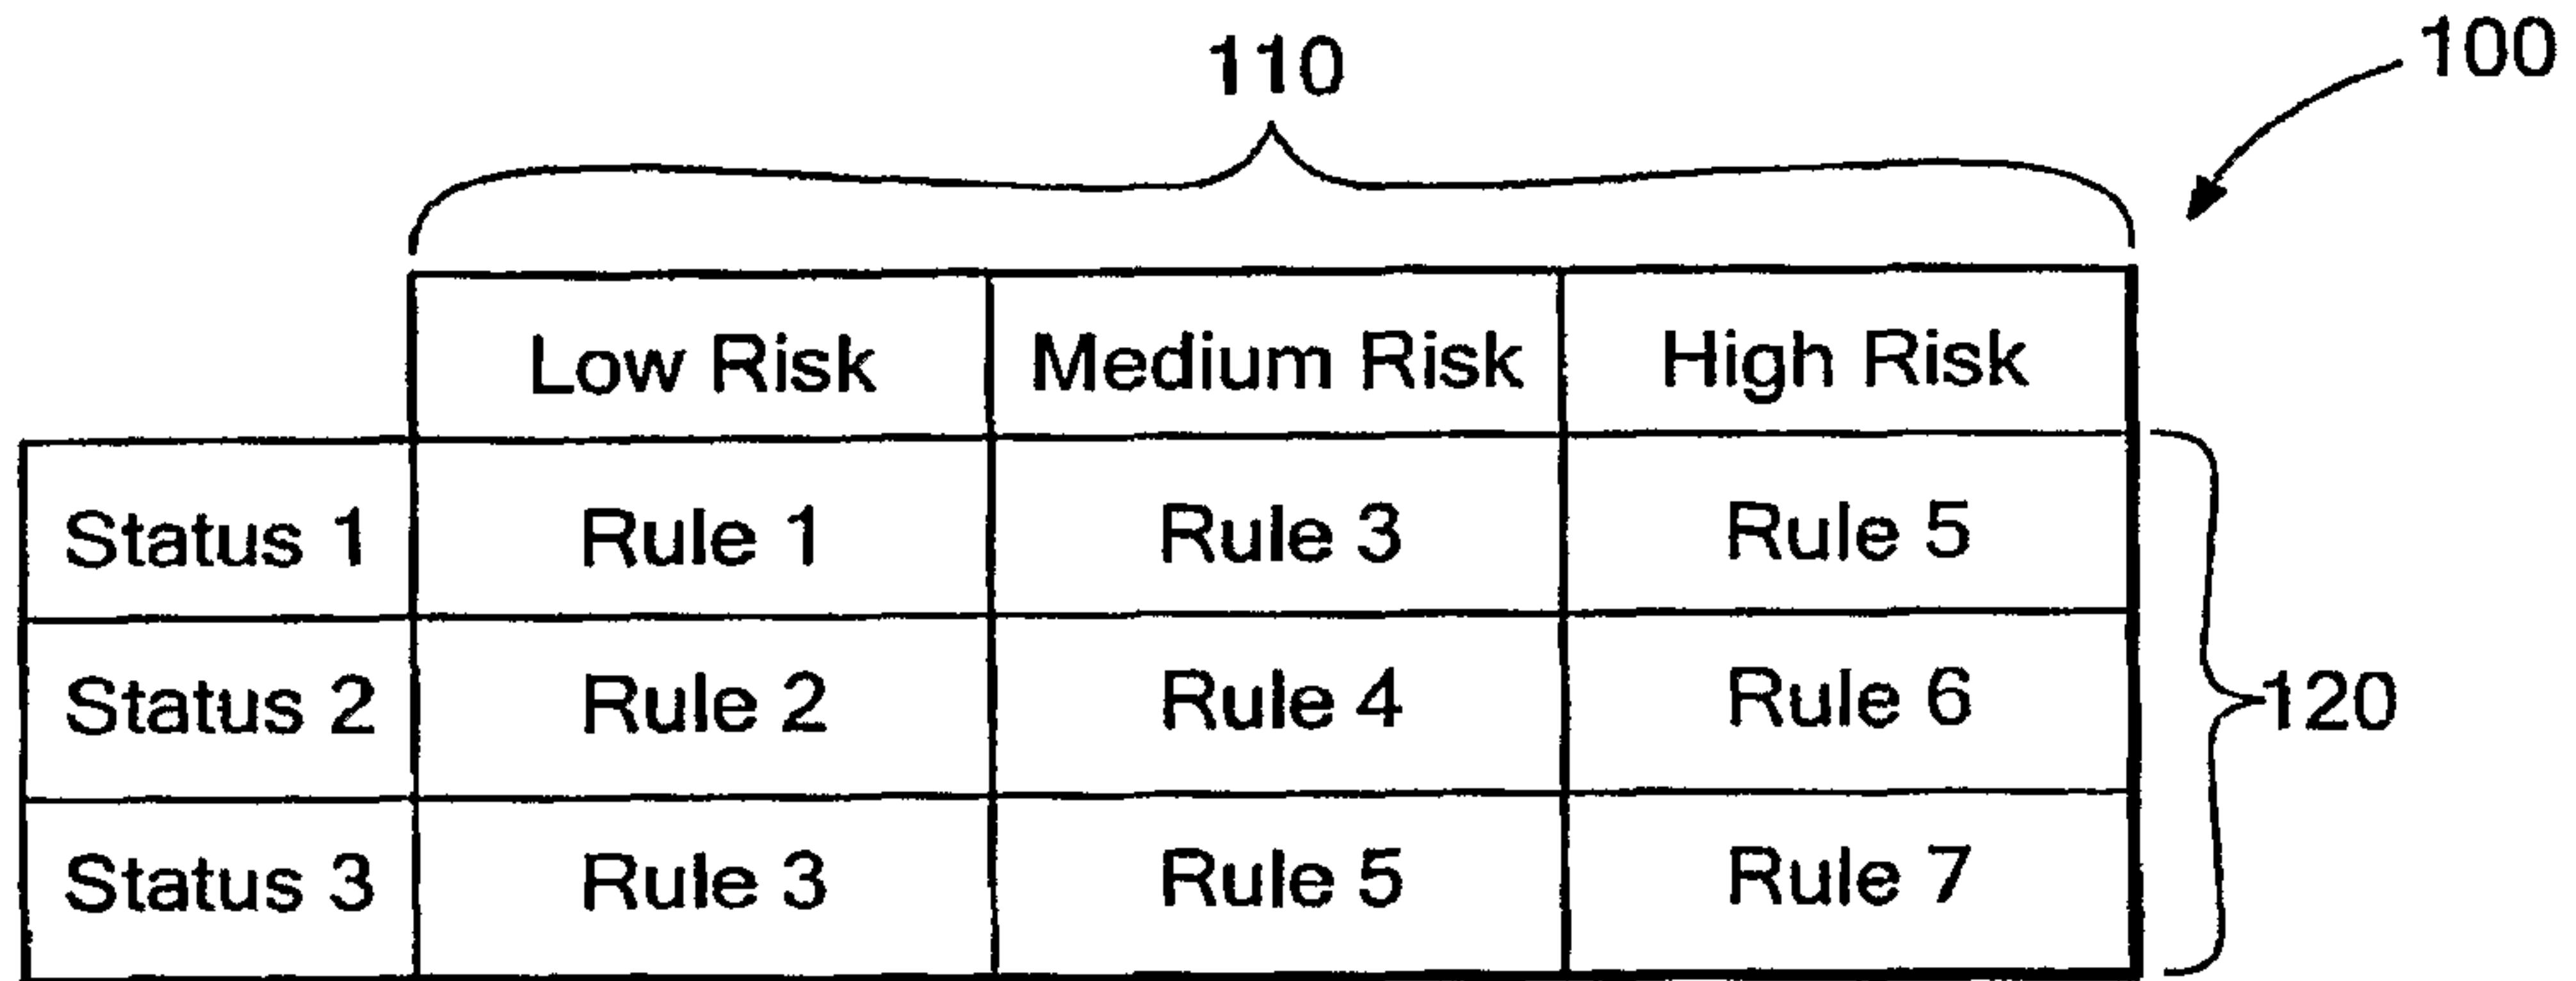 100
110
Low Risk Medium Risk High Risk
Status 1 Rule 1 Rule 3 Rule 5
Status 2 Rule 2 Rule 4 Rule 6
120
Status 3 Rule 3 Rule 5 Rule 7